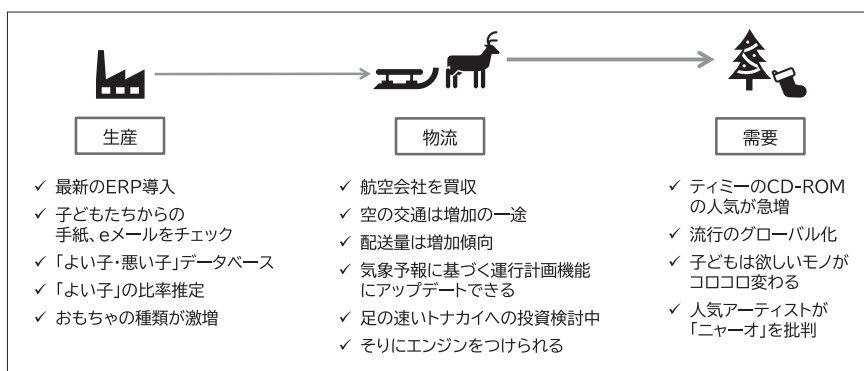 生産
✓ 最新のERP導入
✓ 子どもたちからの
手紙、eメールをチェック
✓ 「よい子・悪い子」データベース
✓ 「よい子」の比率推定
✓ おもちゃの種類が激増
物流
✓ 航空会社を買収
✓ 空の交通は増加の一途
✓ 配送量は増加傾向
✓ 気象予報に基づく運行計画機能
にアップデートできる
✓ 足の速いトナカイへの投資検討中
✓ そりにエンジンをつけられる
需要
✓ ティミーのCD-ROM
の人気が急増
✓ 流行のグローバル化
✓ 子どもは欲しいモノが
コロコロ変わる
✓ 人気アーティストが
「ニャーオ」を批判